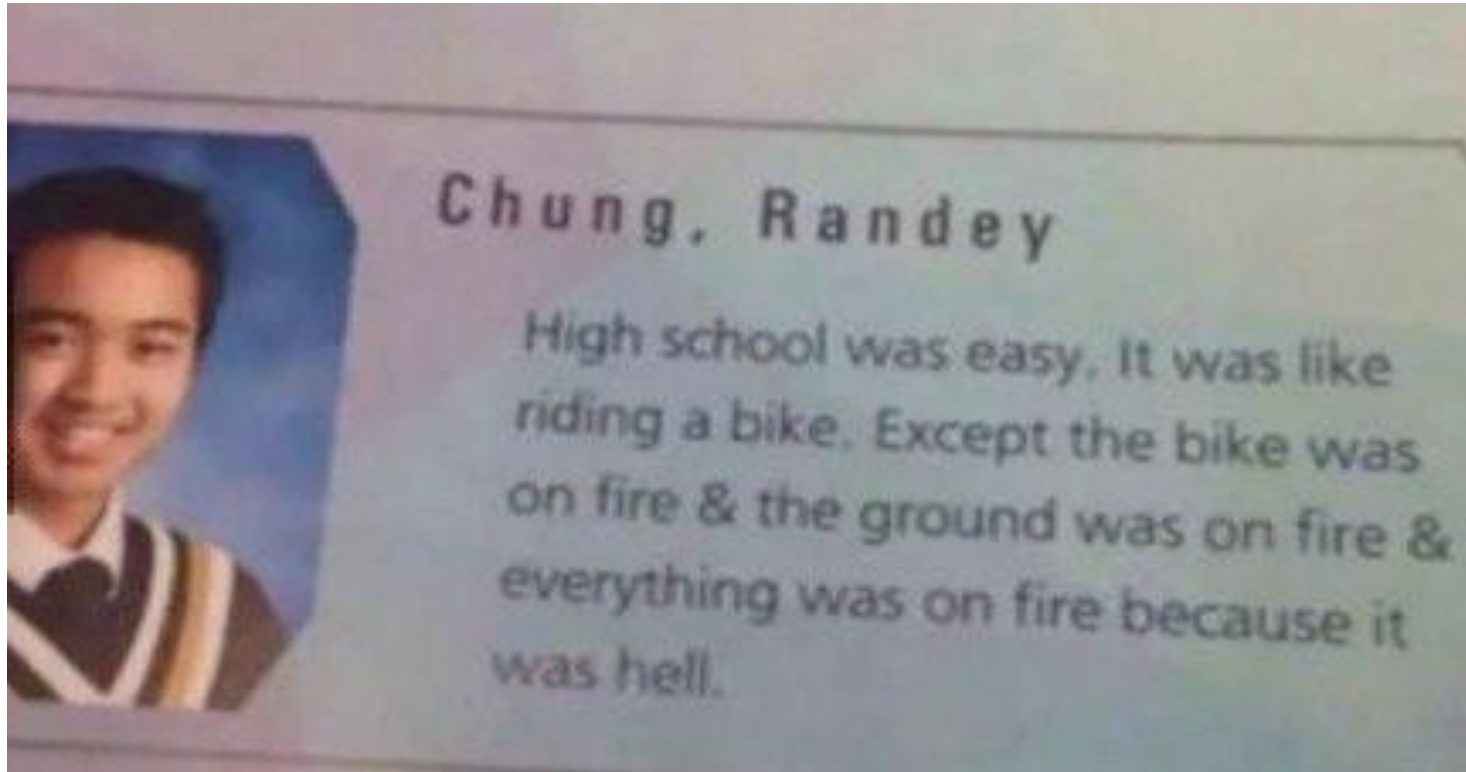 Chung, Randey
High school was easy. It was like
riding a bike. Except the bike was
on fire & the ground was on fire &
everything was on fire because it
was hell.